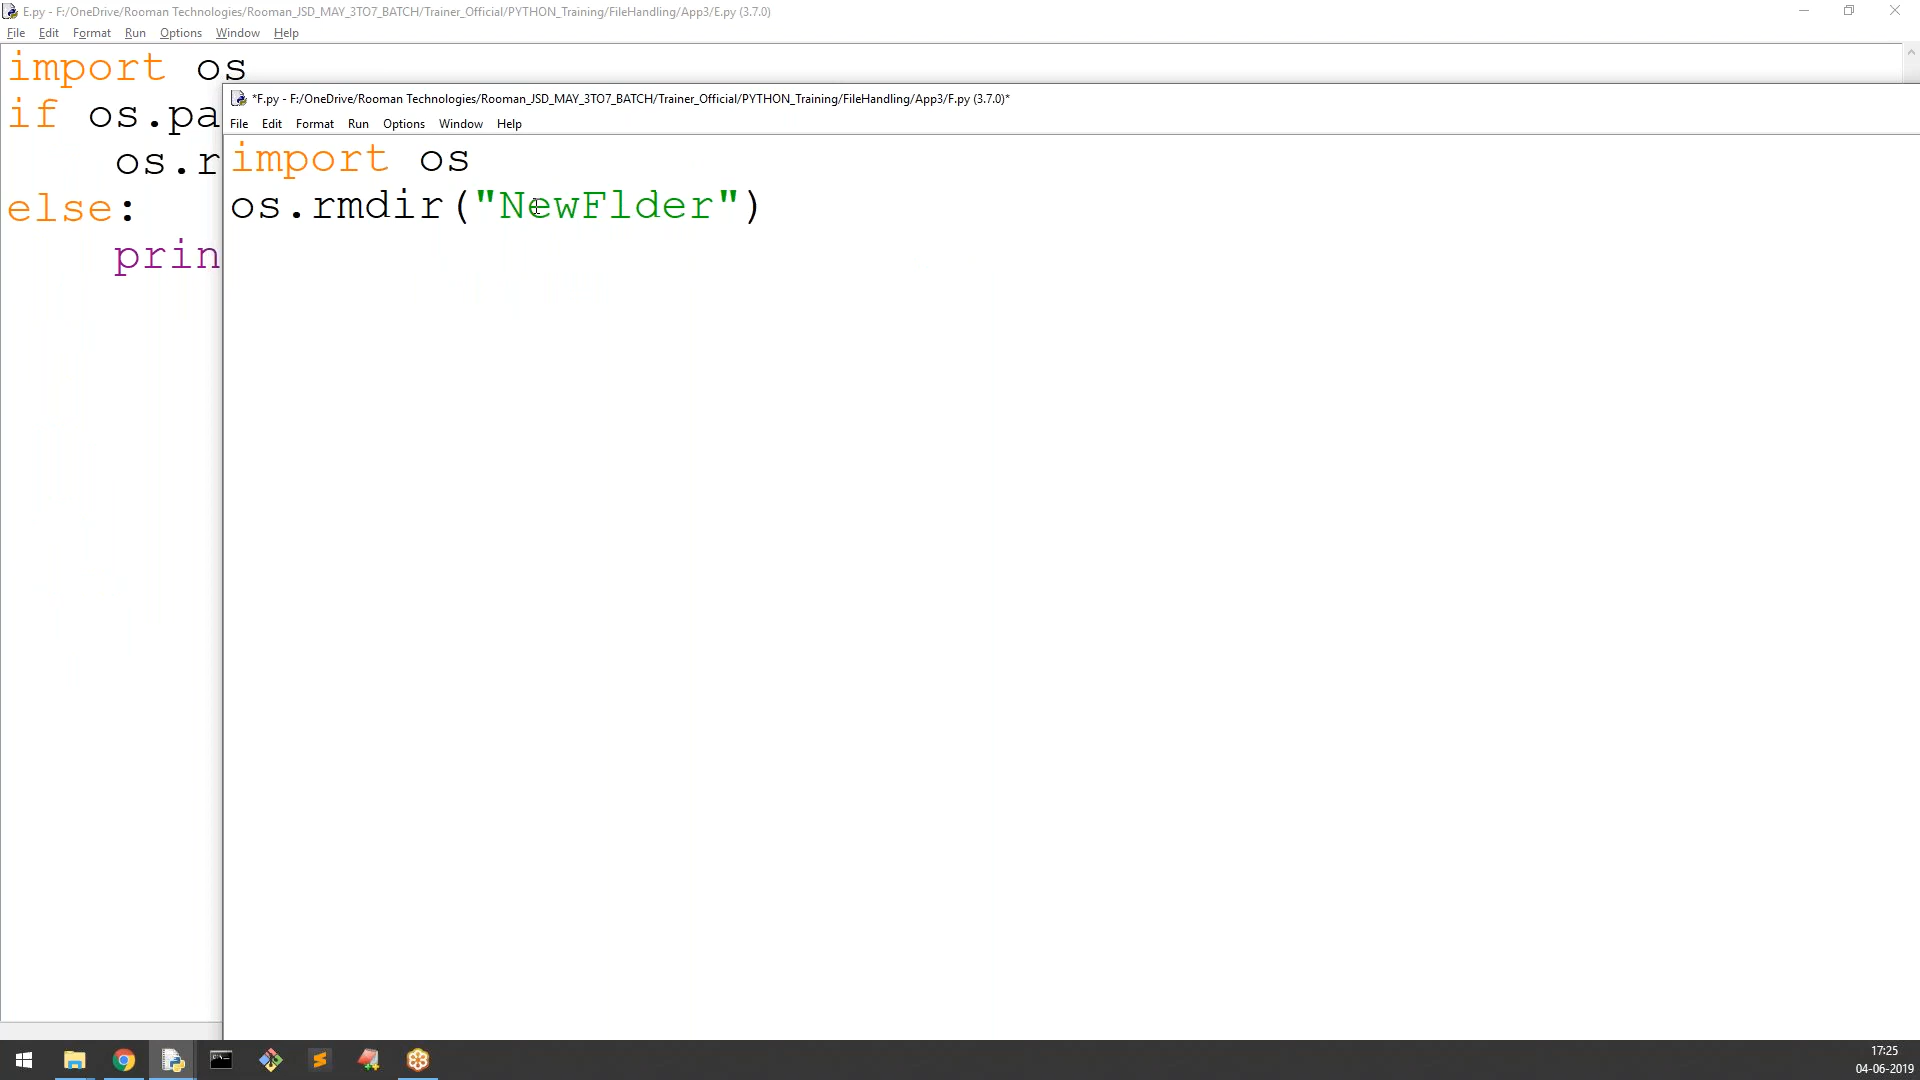 E.py - F:/OneDrive/Rooman Technologies/Rooman_JSD_MAY_3TO7_BATCH/Trainer_Official/PYTHON_Training/FileHandling/App3/E.py (3.7.0)
File Edit Format Run Options Window Help
import os
if os.pa
os.r
else:
prin
*F.py - F:/OneDrive/Rooman Technologies/Rooman_JSD_MAY_3TO7_BATCH/Trainer_Official/PYTHON_Training/FileHandling/App3/F.py (3.7.0)*
File Edit Format Run Options Window Help
import os
os.rmdir("NewFlder")
17:25
04-06-2019